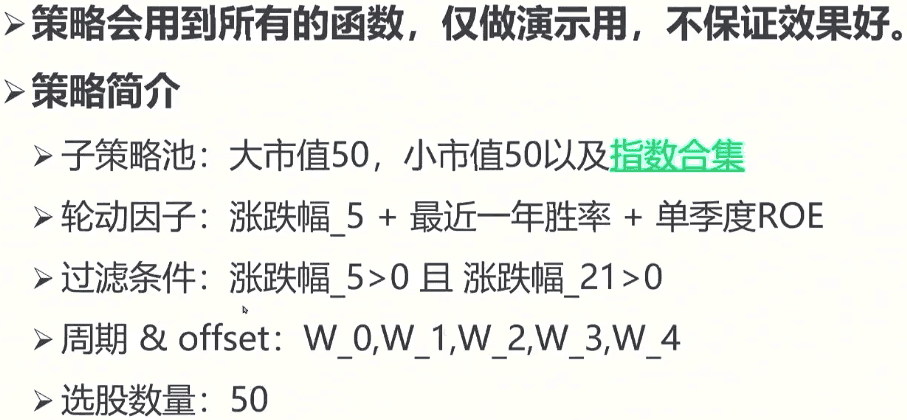 ➢策略会用到所有的函数，仅做演示用，不保证效果好。
➢策略简介
➢子策略池：大市值50，小市值50以及指数合集
➢轮动因子：涨跌幅_5 + 最近一年胜率 + 单季度ROE
➢过滤条件：涨跌幅_5>0 且 涨跌幅_21>0
➢周期 & offset：W_0,W_1,W_2,W_3,W_4
➢选股数量：50